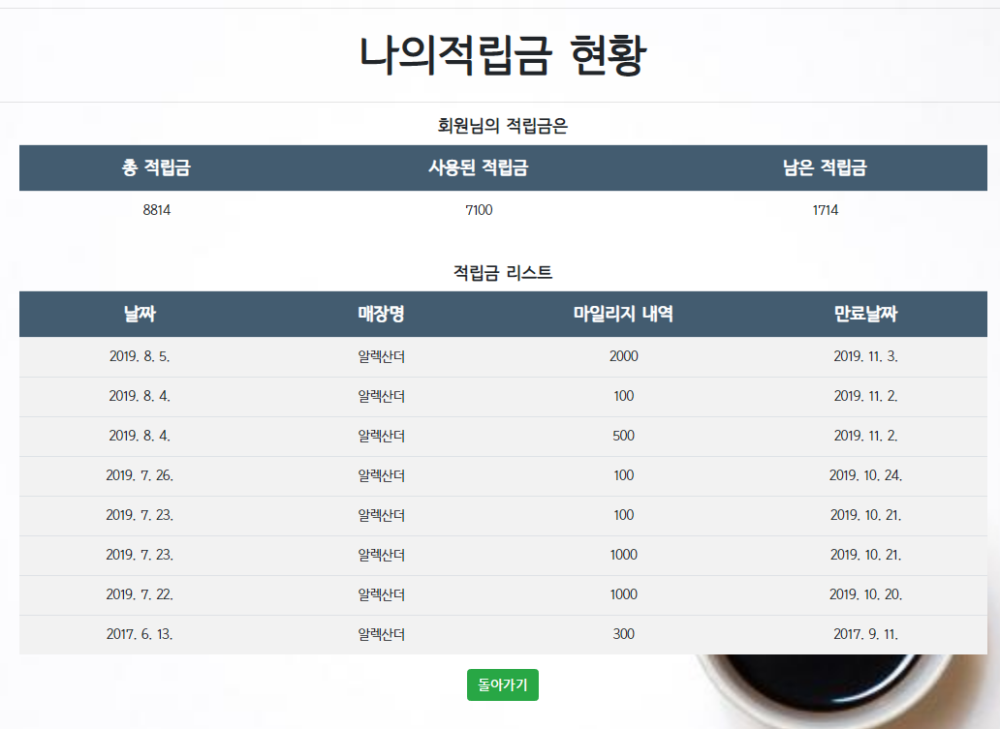 나의적립금 현황
회원님의 적립금은
총 적립금 사용된 적립금 남은 적립금
8814 7100 1714
적립금 리스트
날짜 매장명 마일리지 내역 만료날짜
2019. 8. 5. 알렉산더 2000 2019. 11. 3.
2019. 8. 4. 알렉산더 100 2019. 11. 2.
2019. 8. 4. 알렉산더 500 2019. 11. 2.
2019. 7. 26. 알렉산더 100 2019. 10. 24.
2019. 7. 23. 알렉산더 100 2019. 10. 21.
2019. 7. 23. 알렉산더 1000 2019. 10. 21.
2019. 7. 22. 알렉산더 1000 2019. 10. 20.
2017. 6. 13. 알렉산더 300 2017. 9. 11.
돌아가기